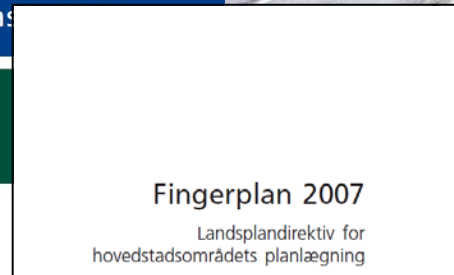 Fingerplan 2007
Landsplandirektiv for
hovedstadsområdets planlægning